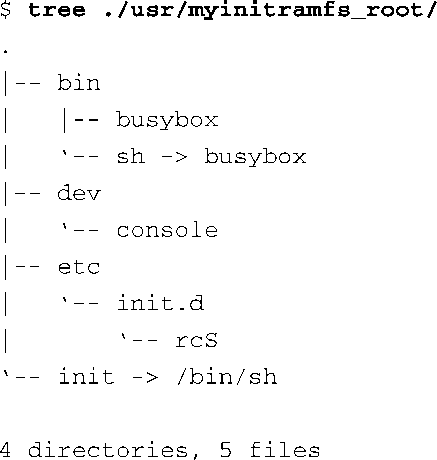 $ tree ./usr/myinitramfs_root/
.
|-- bin
|   |-- busybox
|   `-- sh -> busybox
|-- dev
|   `-- console
|-- etc
|   `-- init.d
|       `-- rcS
`-- init -> /bin/sh

4 directories, 5 files